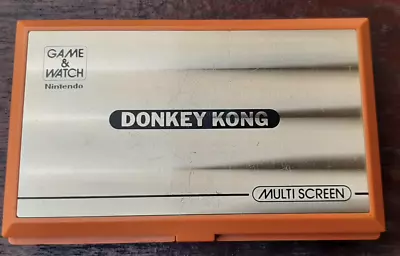 GAME
&
WATCH
Nintendo
DONKEY KONG
MULTI SCREEN